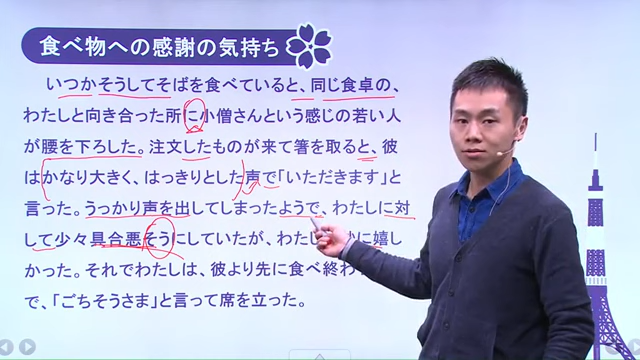 食べ物への感謝の気持ち
いつかそうしてそばを食べていると、同じ食卓の、
わたしと向き合った所に小僧さんという感じの若い人
が腰を下ろした。注文したものが来て箸を取ると、彼
はかなり大きく、はっきりとした声で「いただきます」と
言った。うっかり声を出してしまったようで、わたしに対
して少々具合悪そうにしていたが、わた に嬉し
かった。それでわたしは、彼より先に食べ終わ
で、「ごちそうさま」と言って席を立った。